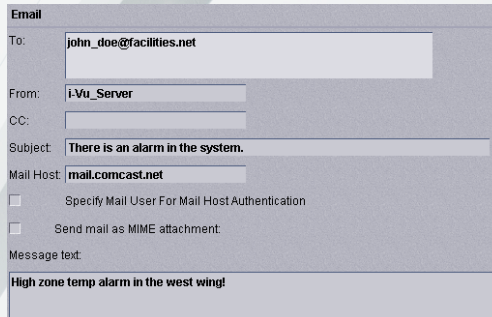 Email
To: john_doe@facilities.net
From: i-Vu_Server
CC:
Subject: There is an alarm in the system.
Mail Host: mail.comcast.net
Specify Mail User For Mail Host Authentication
Send mail as MIME attachment:
Message text:
High zone temp alarm in the west wing!